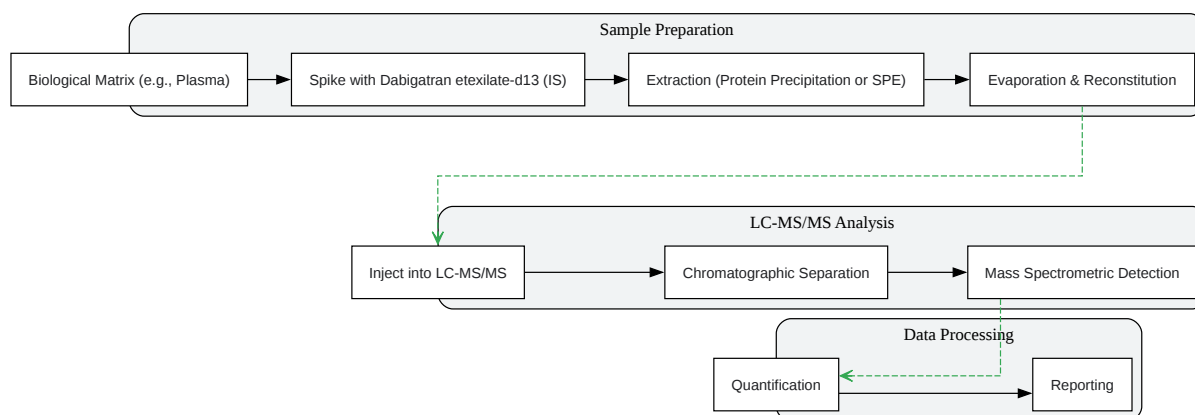 Sample Preparation
Biological Matrix (e.g., Plasma)
Spike with Dabigatran etexilate-d13 (IS)
Extraction (Protein Precipitation or SPE)
Evaporation & Reconstitution
LC-MS/MS Analysis
Inject into LC-MS/MS
Chromatographic Separation
Mass Spectrometric Detection
Data Processing
Quantification
Reporting